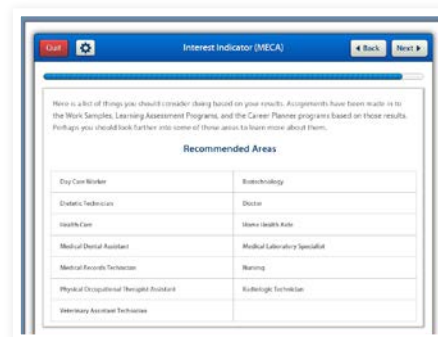 Quit
Interest Indicator (MECA)
Back
Next
Here is a list of things you should consider doing based on your results. Assignments have been made in to
the Work Samples, Learning Assessment Programs, and the Career Planner programs based on those results.
Perhaps you should look further into some of these areas to learn more about them.
Recommended Areas
Day Care Worker
Biotechnology
Dietetic Technician
Doctor
Health Care
Home Health Aide
Medical Dental Assistant
Medical Laboratory Specialist
Medical Records Technician
Nursing
Physical Occupational Therapist Assistant
Radiologic Technician
Veterinary Assistant Technician